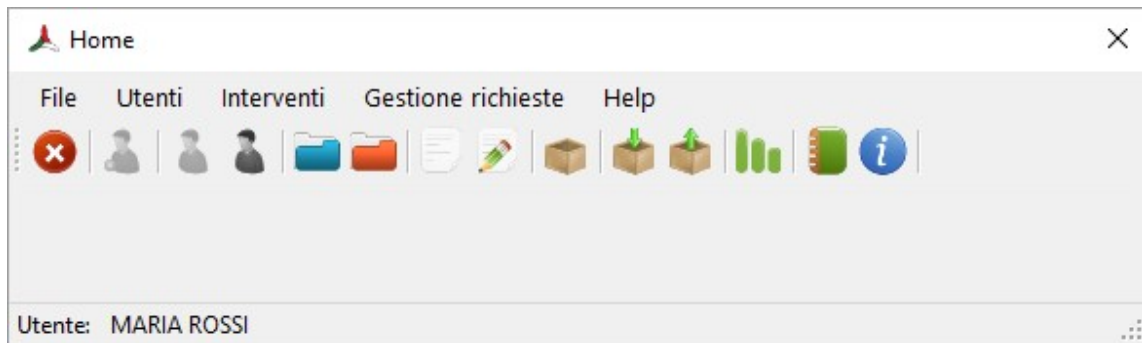 Home
File Utenti Interventi Gestione richieste Help
Utente: MARIA ROSSI